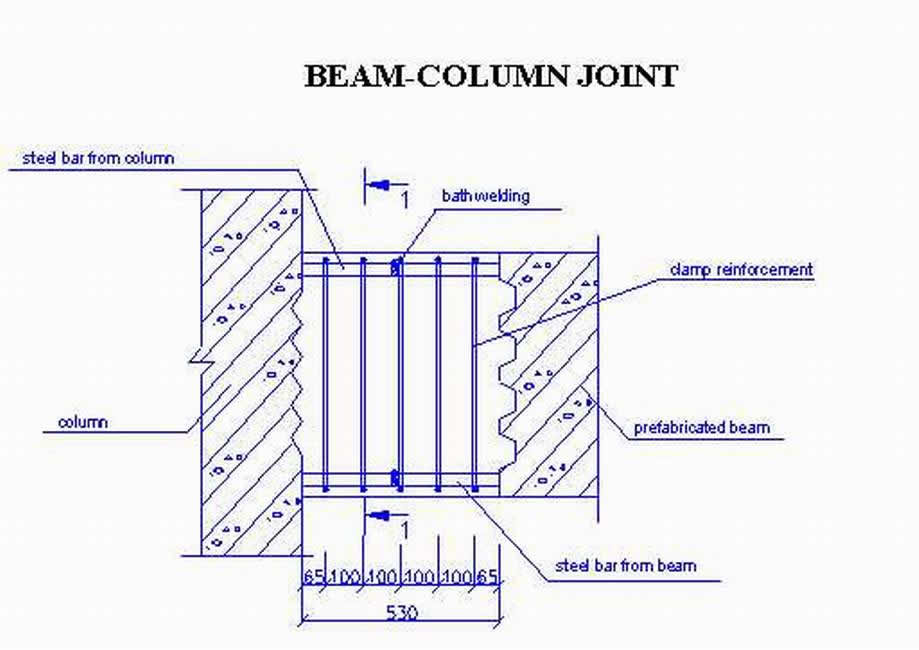 BEAM-COLUMN JOINT
steel bar from column
1
bath welding
clamp reinforcement
column
prefabricated beam
1
steel bar from beam
65 100 100 100 100 65
530